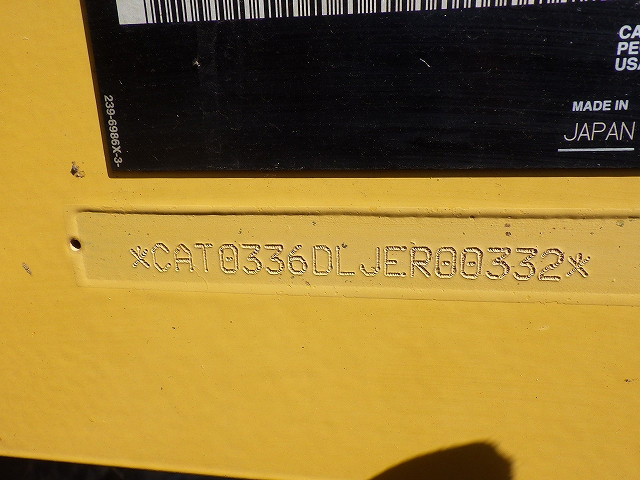 CA
PE
USA
MADE IN
JAPAN
239-6986X-3-
*CAT0336DLJER00332*